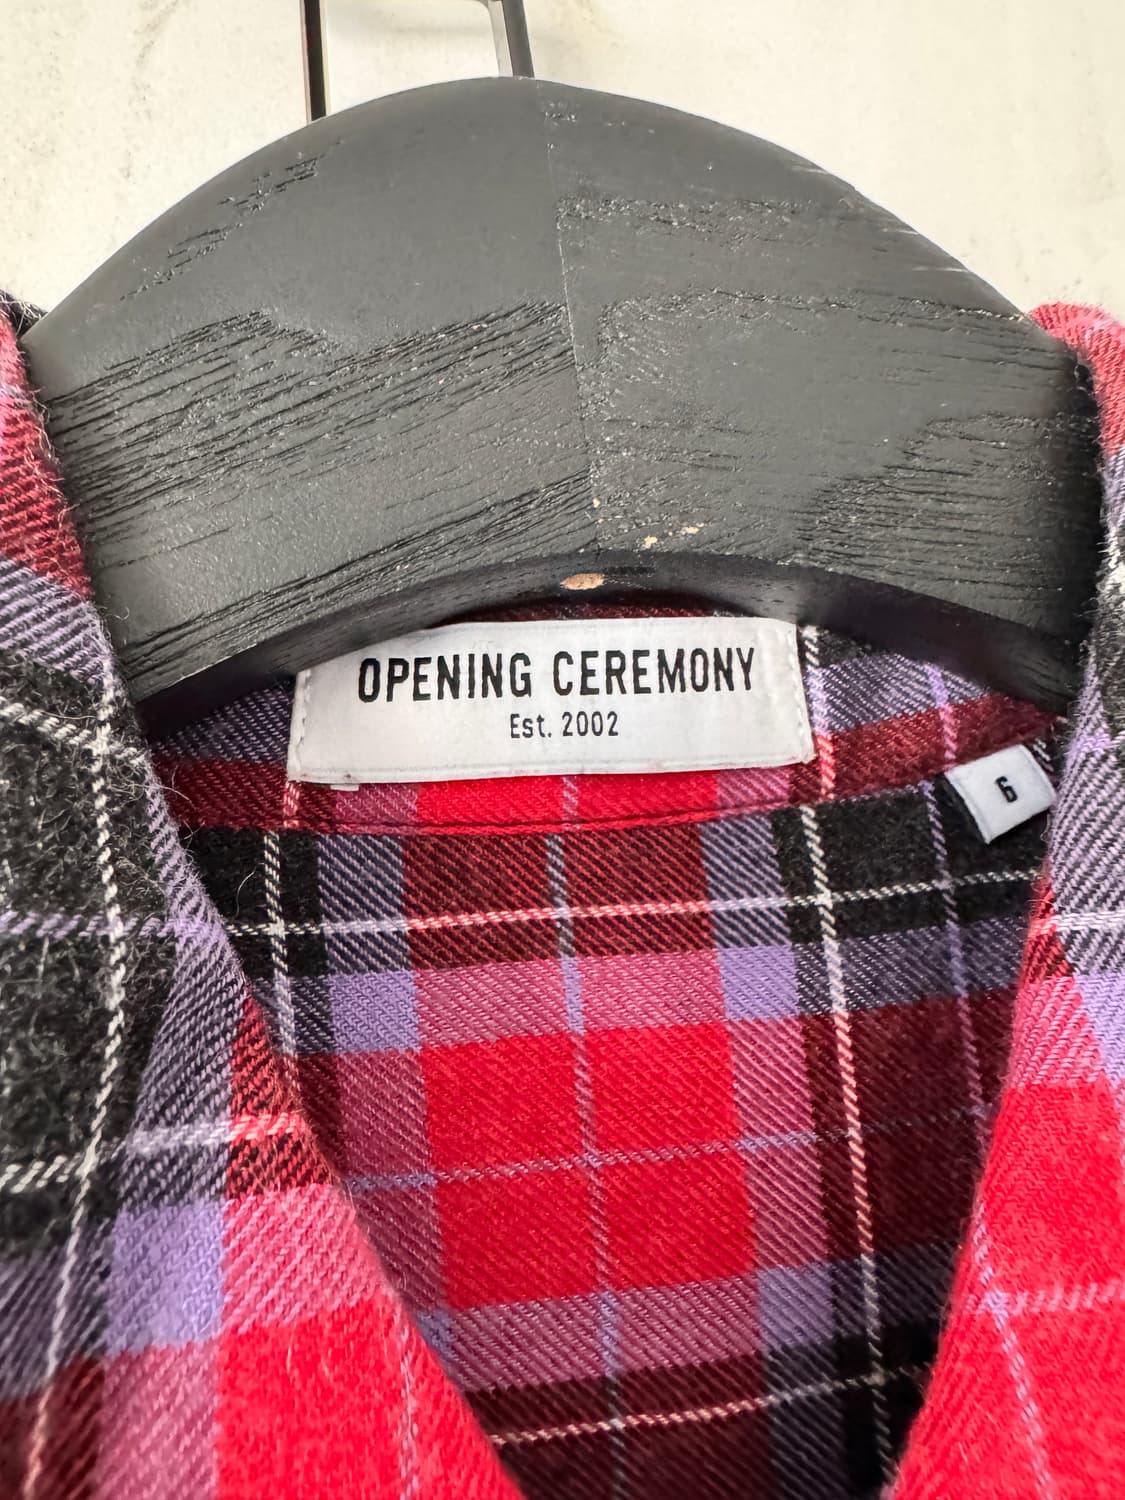 OPENING CEREMONY
Est. 2002
6